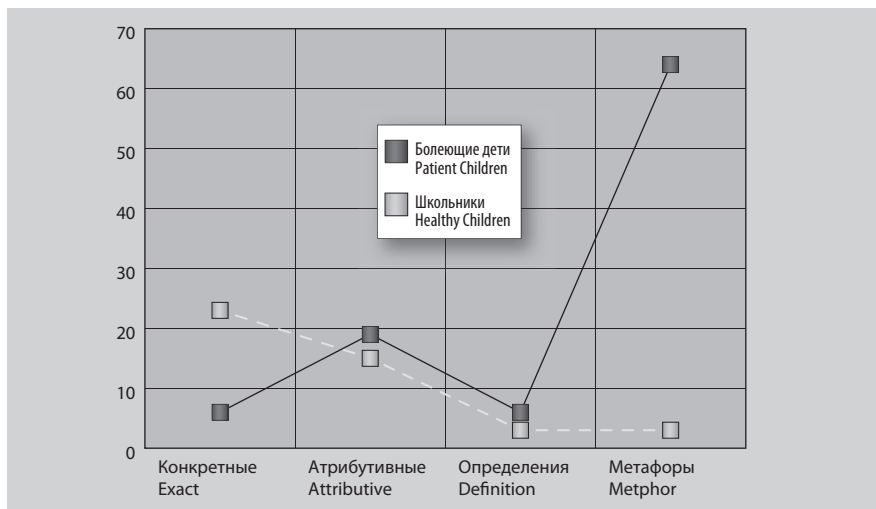 70
60
50
40
30
20
10
0
Болеющие дети
Patient Children
Школьники
Healthy Children
Конкретные
Exact
Атрибутивные
Attributive
Определения
Definition
Метафоры
Metphor